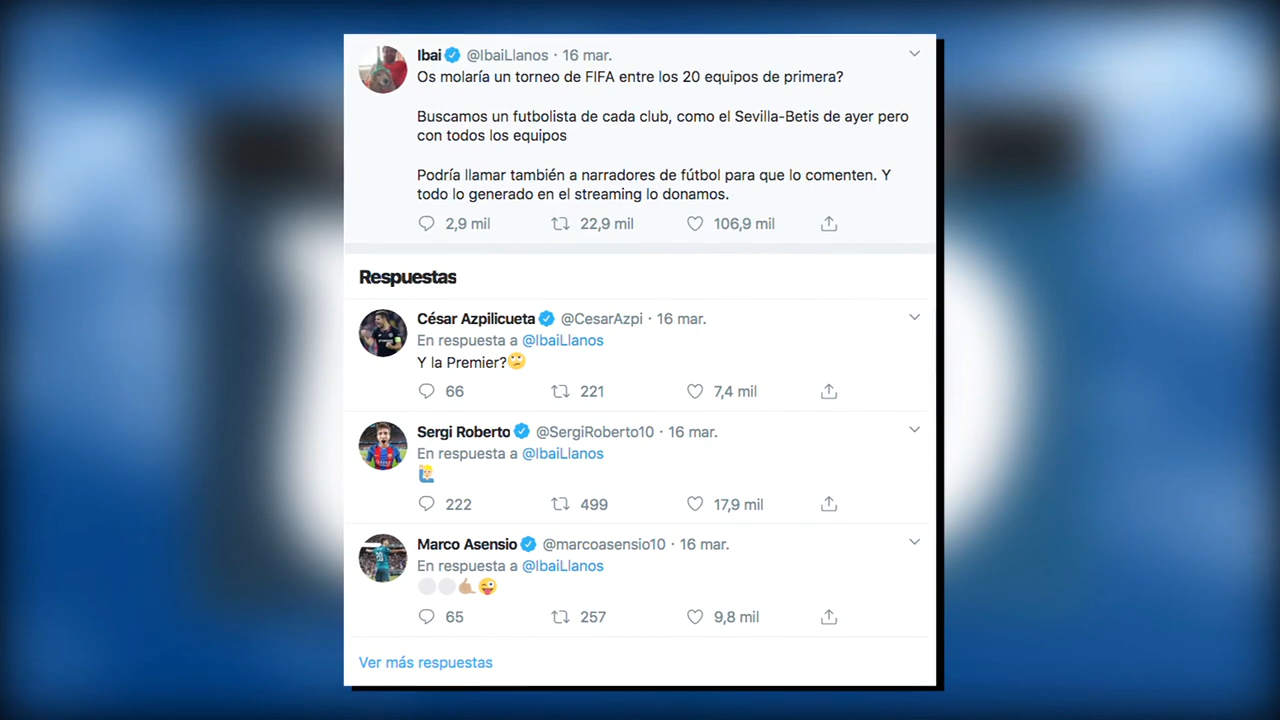 Ibai @IbaiLlanos · 16 mar.
Os molaría un torneo de FIFA entre los 20 equipos de primera?
Buscamos un futbolista de cada club, como el Sevilla-Betis de ayer pero
con todos los equipos
Podría llamar también a narradores de fútbol para que lo comenten. Y
todo lo generado en el streaming lo donamos.
2,9 mil 22,9 mil 106,9 mil
Respuestas
César Azpilicueta @CesarAzpi · 16 mar.
En respuesta a @IbaiLlanos
Y la Premier?🙄
66 221 7,4 mil
Sergi Roberto @SergiRoberto10 · 16 mar.
En respuesta a @IbaiLlanos
🙋🏼‍♂️
222 499 17,9 mil
Marco Asensio @marcoasensio10 · 16 mar.
En respuesta a @IbaiLlanos
⚪⚪🤙🏽😜
65 257 9,8 mil
Ver más respuestas